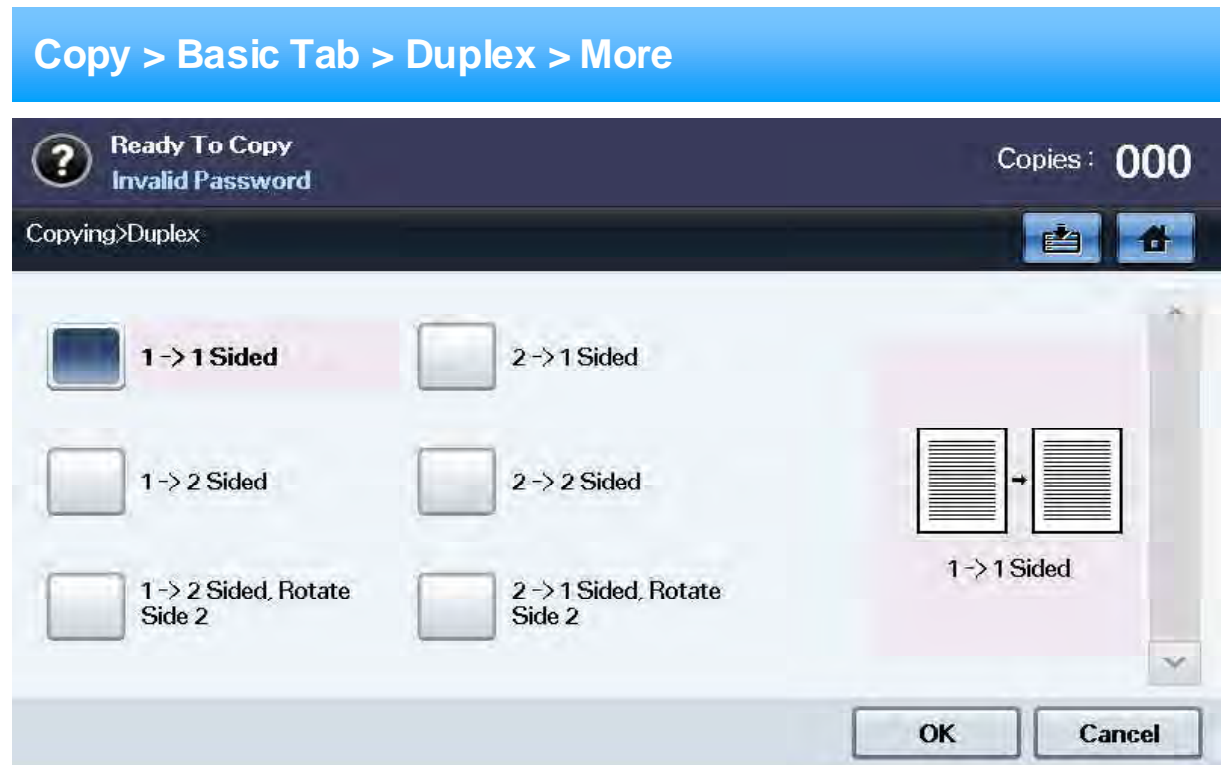 Copy > Basic Tab > Duplex > More
Ready To Copy
Invalid Password
Copies : 000
Copying>Duplex
1 -> 1 Sided
2 -> 1 Sided
1 -> 2 Sided
2 -> 2 Sided
1 -> 2 Sided, Rotate
Side 2
2 -> 1 Sided, Rotate
Side 2
1 -> 1 Sided
OK
Cancel